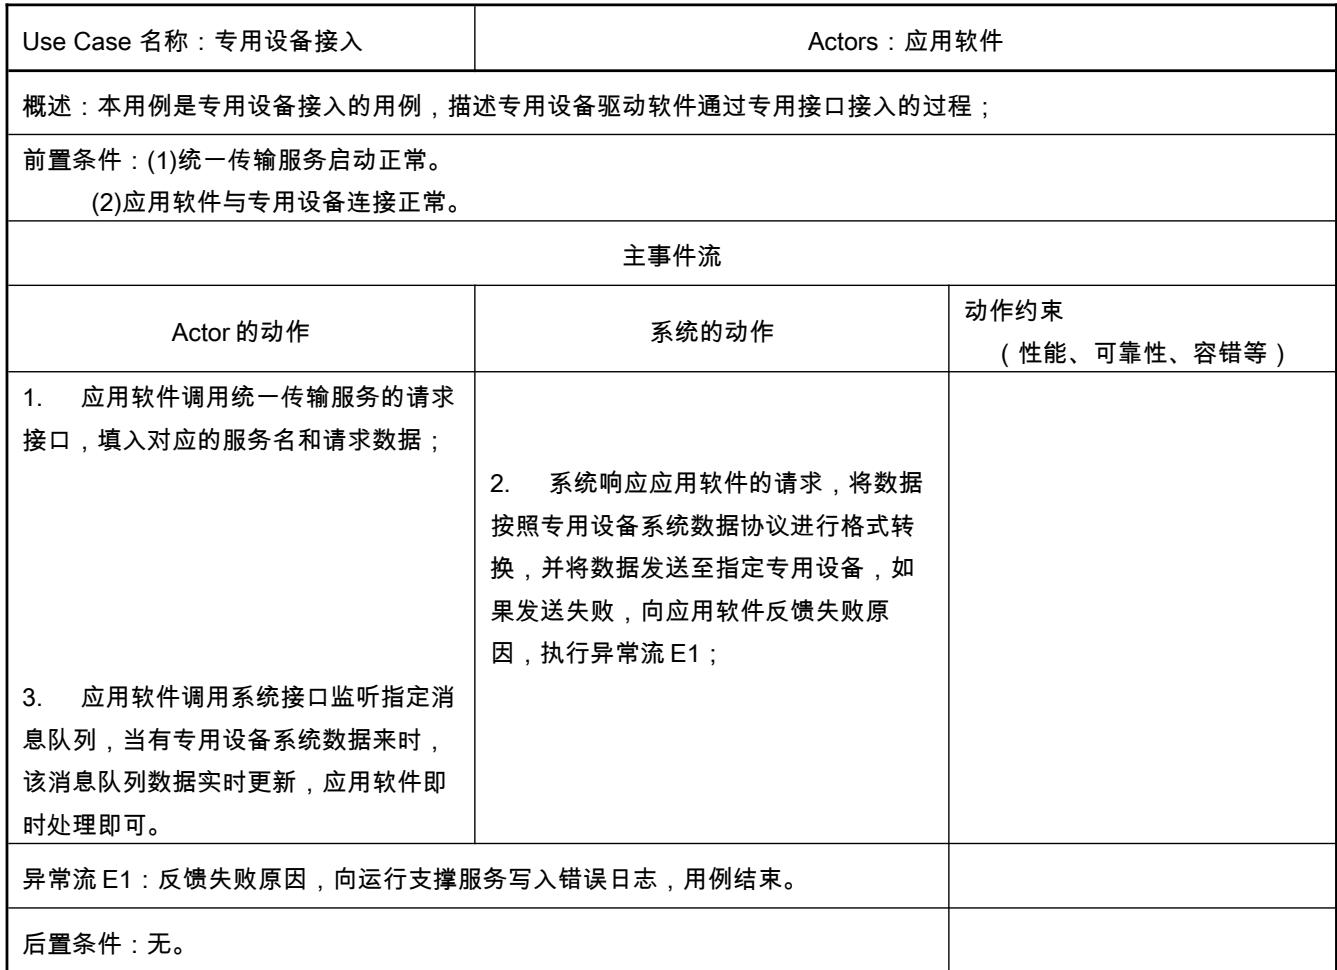 Use Case 名称：专用设备接入
Actors：应用软件
概述：本用例是专用设备接入的用例，描述专用设备驱动软件通过专用接口接入的过程；
前置条件：(1)统一传输服务启动正常。
(2)应用软件与专用设备连接正常。
主事件流
Actor 的动作
系统的动作
动作约束
（性能、可靠性、容错等）
1. 应用软件调用统一传输服务的请求
接口，填入对应的服务名和请求数据；
2. 系统响应应用软件的请求，将数据
按照专用设备系统数据协议进行格式转
换，并将数据发送至指定专用设备，如
果发送失败，向应用软件反馈失败原
因，执行异常流 E1；
3. 应用软件调用系统接口监听指定消
息队列，当有专用设备系统数据来时，
该消息队列数据实时更新，应用软件即
时处理即可。
异常流 E1：反馈失败原因，向运行支撑服务写入错误日志，用例结束。
后置条件：无。